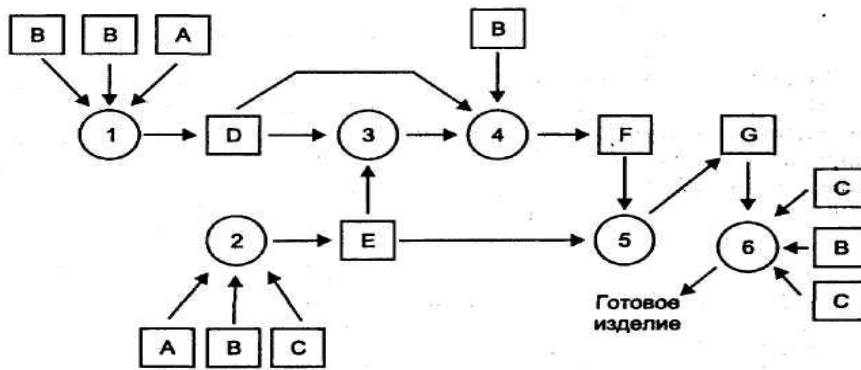 B B A B
1 D 3 4 F G
C
2 E 5 6 B
Готовое
изделие
C
A B C